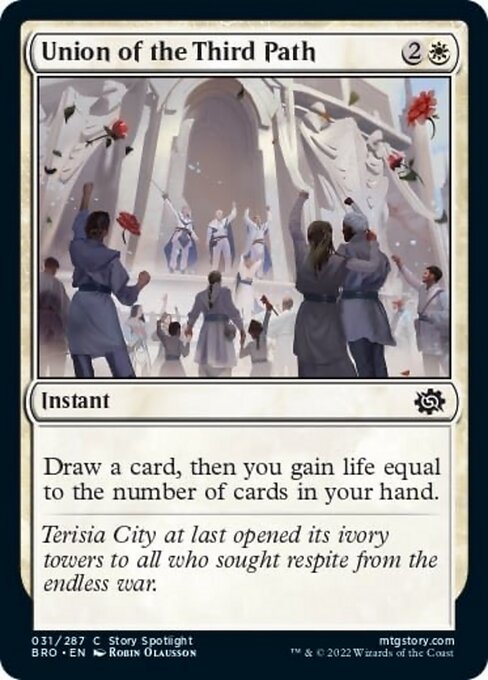 Union of the Third Path 2
Instant
Draw a card, then you gain life equal
to the number of cards in your hand.
Terisia City at last opened its ivory
towers to all who sought respite from the
endless war.
031/287 C Story Spotlight
mtgstory.com
BRO • EN Robin Olausson
™ & © 2022 Wizards of the Coast